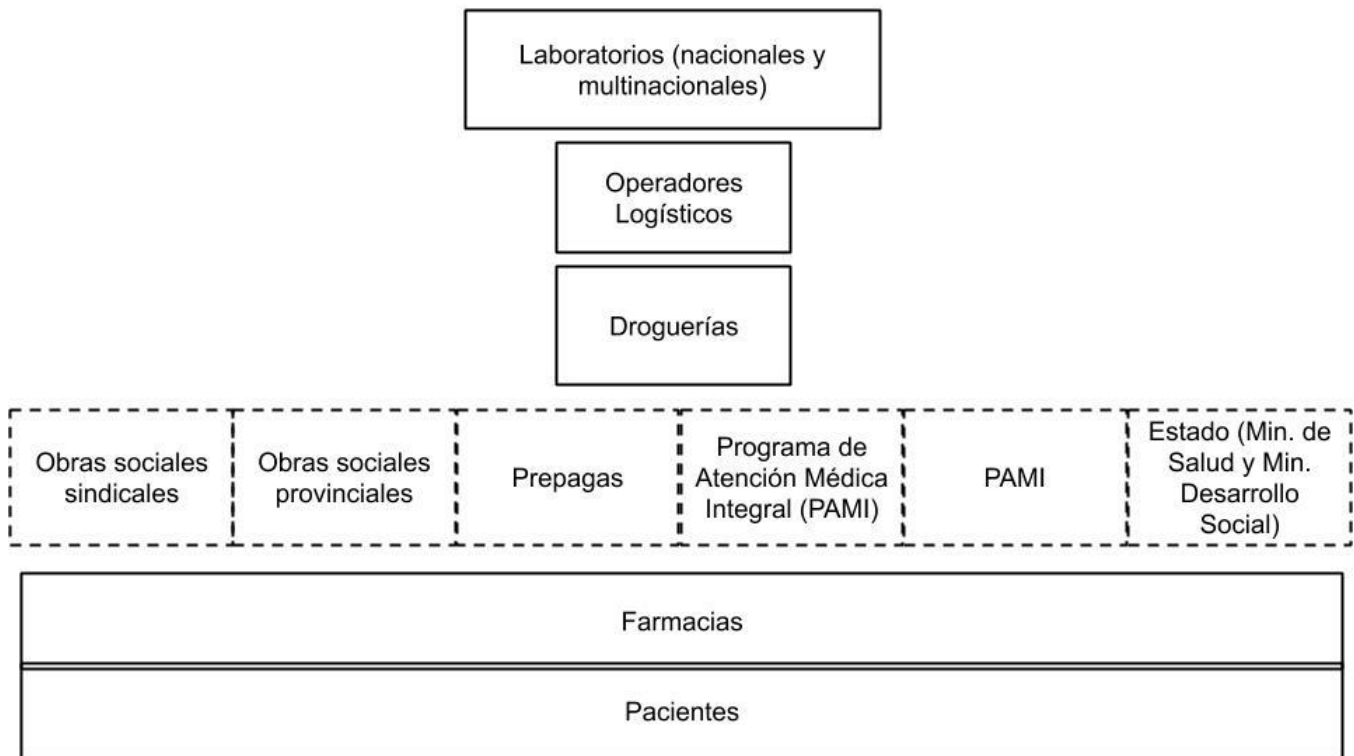 Laboratorios (nacionales y
multinacionales)
Operadores
Logísticos
Droguerías
Obras sociales
sindicales
Obras sociales
provinciales
Prepagas
Programa de
Atención Médica
Integral (PAMI)
PAMI
Estado (Min. de
Salud y Min.
Desarrollo
Social)
Farmacias
Pacientes